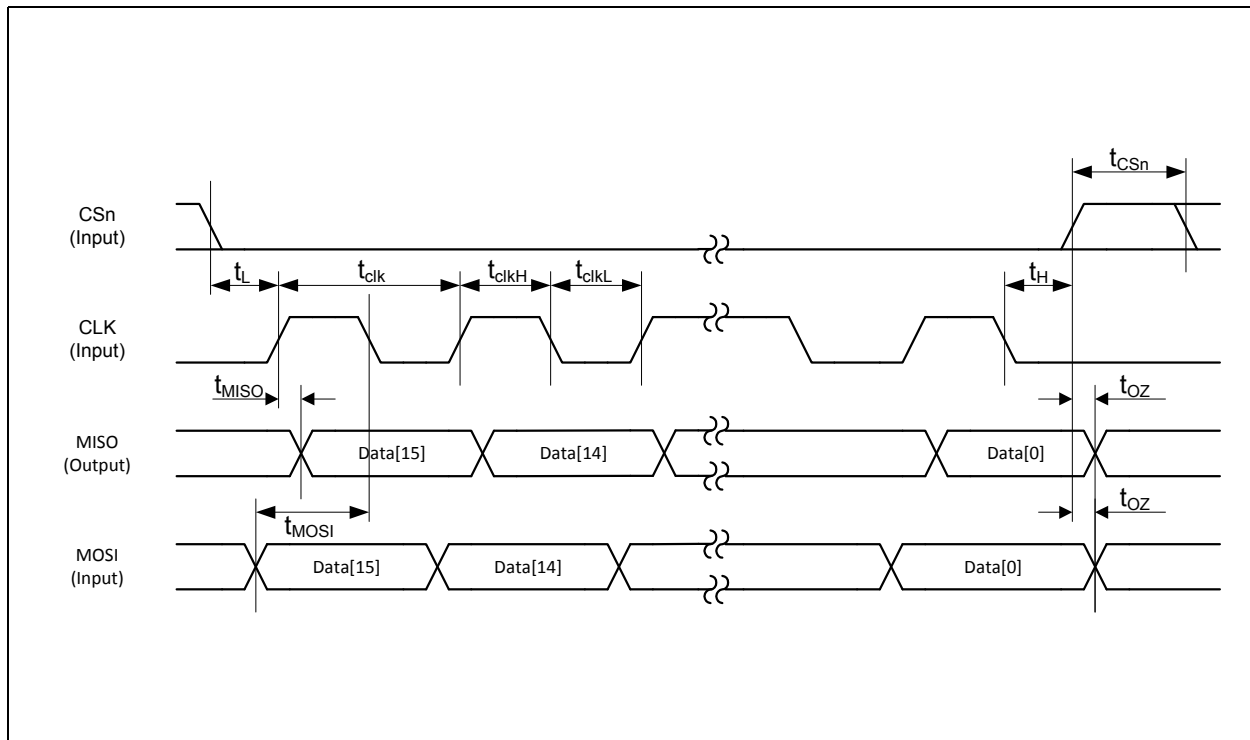 tCSn
CSn
(Input)
tL
tclk
tclkH
tclkL
tH
CLK
(Input)
tMISO
tOZ
MISO
(Output)
Data[15]
Data[14]
Data[0]
tMOSI
tOZ
MOSI
(Input)
Data[15]
Data[14]
Data[0]